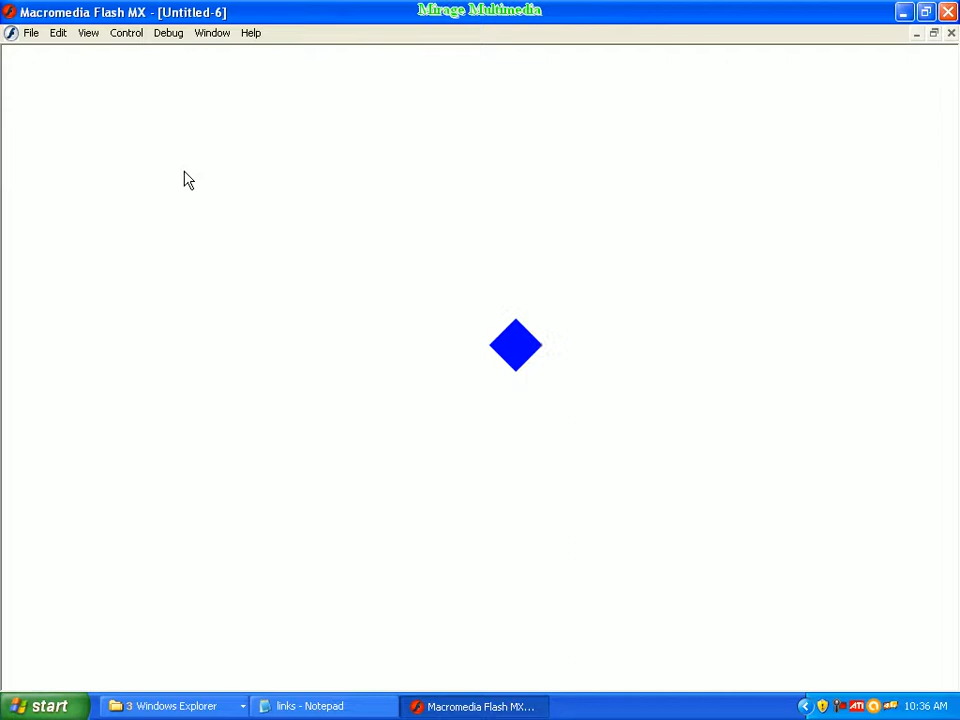 Macromedia Flash MX - [Untitled-6]
Mirage Multimedia
File Edit View Control Debug Window Help
start
3 Windows Explorer
links - Notepad
Macromedia Flash MX...
ATI
10:36 AM